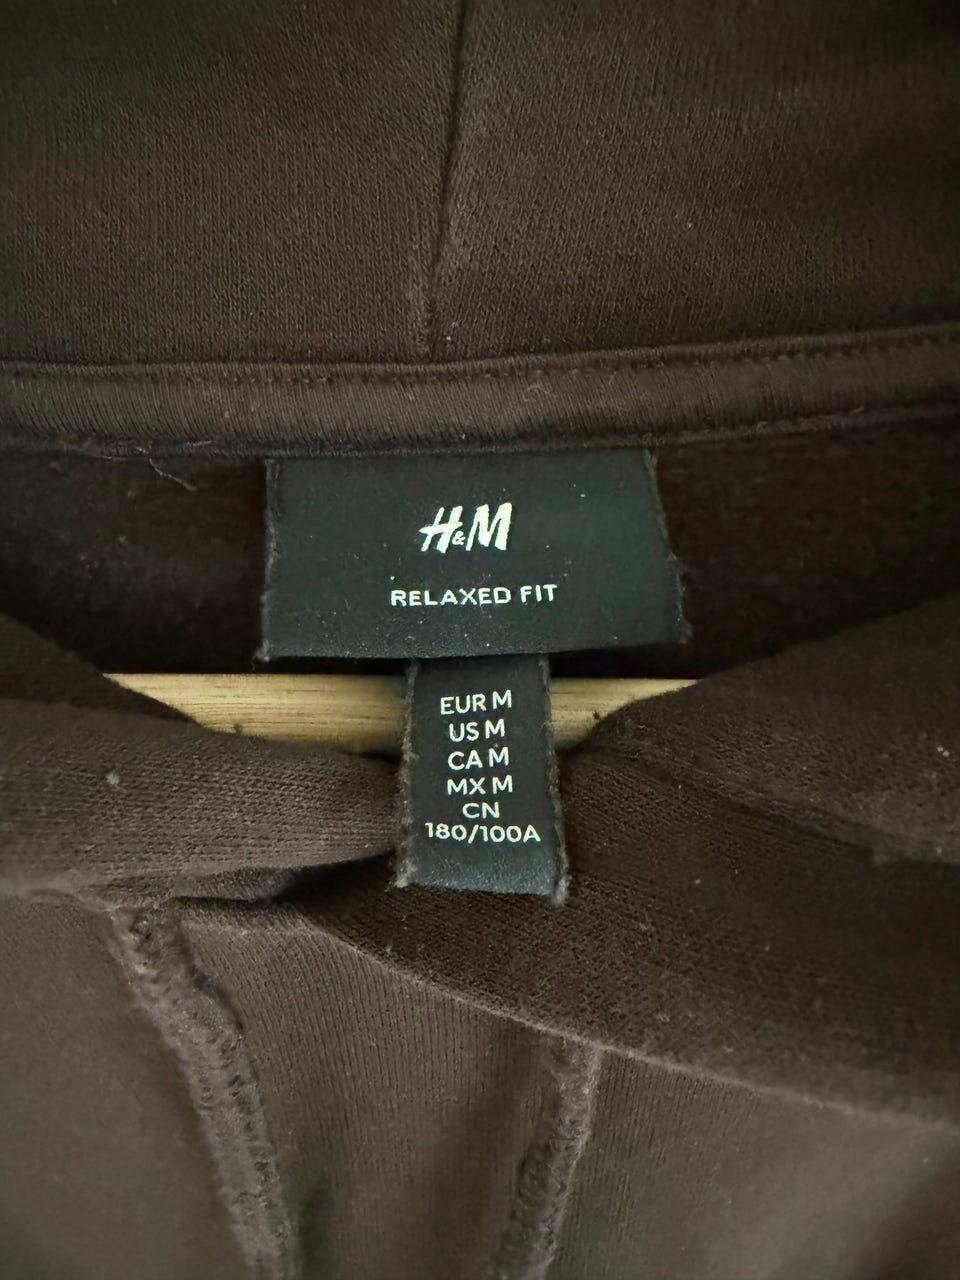 H&M
RELAXED FIT
EUR M
US M
CA M
MX M
CN
180/100A